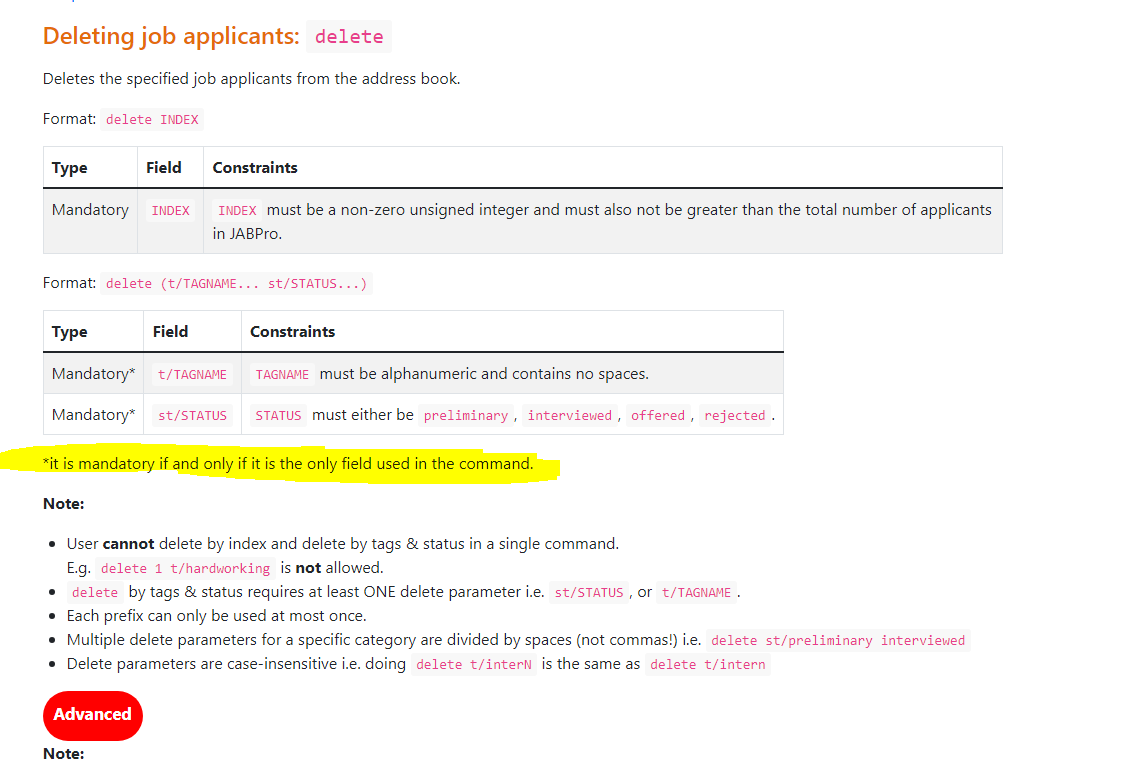 Deleting job applicants: delete
Deletes the specified job applicants from the address book.
Format: delete INDEX
Type Field Constraints
Mandatory INDEX INDEX must be a non-zero unsigned integer and must also not be greater than the total number of applicants
in JABPro.
Format: delete (t/TAGNAME... st/STATUS...)
Type Field Constraints
Mandatory* t/TAGNAME TAGNAME must be alphanumeric and contains no spaces.
Mandatory* st/STATUS STATUS must either be preliminary, interviewed, offered, rejected.
*it is mandatory if and only if it is the only field used in the command.
Note:
• User cannot delete by index and delete by tags & status in a single command.
E.g. delete 1 t/hardworking is not allowed.
• delete by tags & status requires at least ONE delete parameter i.e. st/STATUS, or t/TAGNAME.
• Each prefix can only be used at most once.
• Multiple delete parameters for a specific category are divided by spaces (not commas!) i.e. delete st/preliminary interviewed
• Delete parameters are case-insensitive i.e. doing delete t/interN is the same as delete t/intern
Advanced
Note: